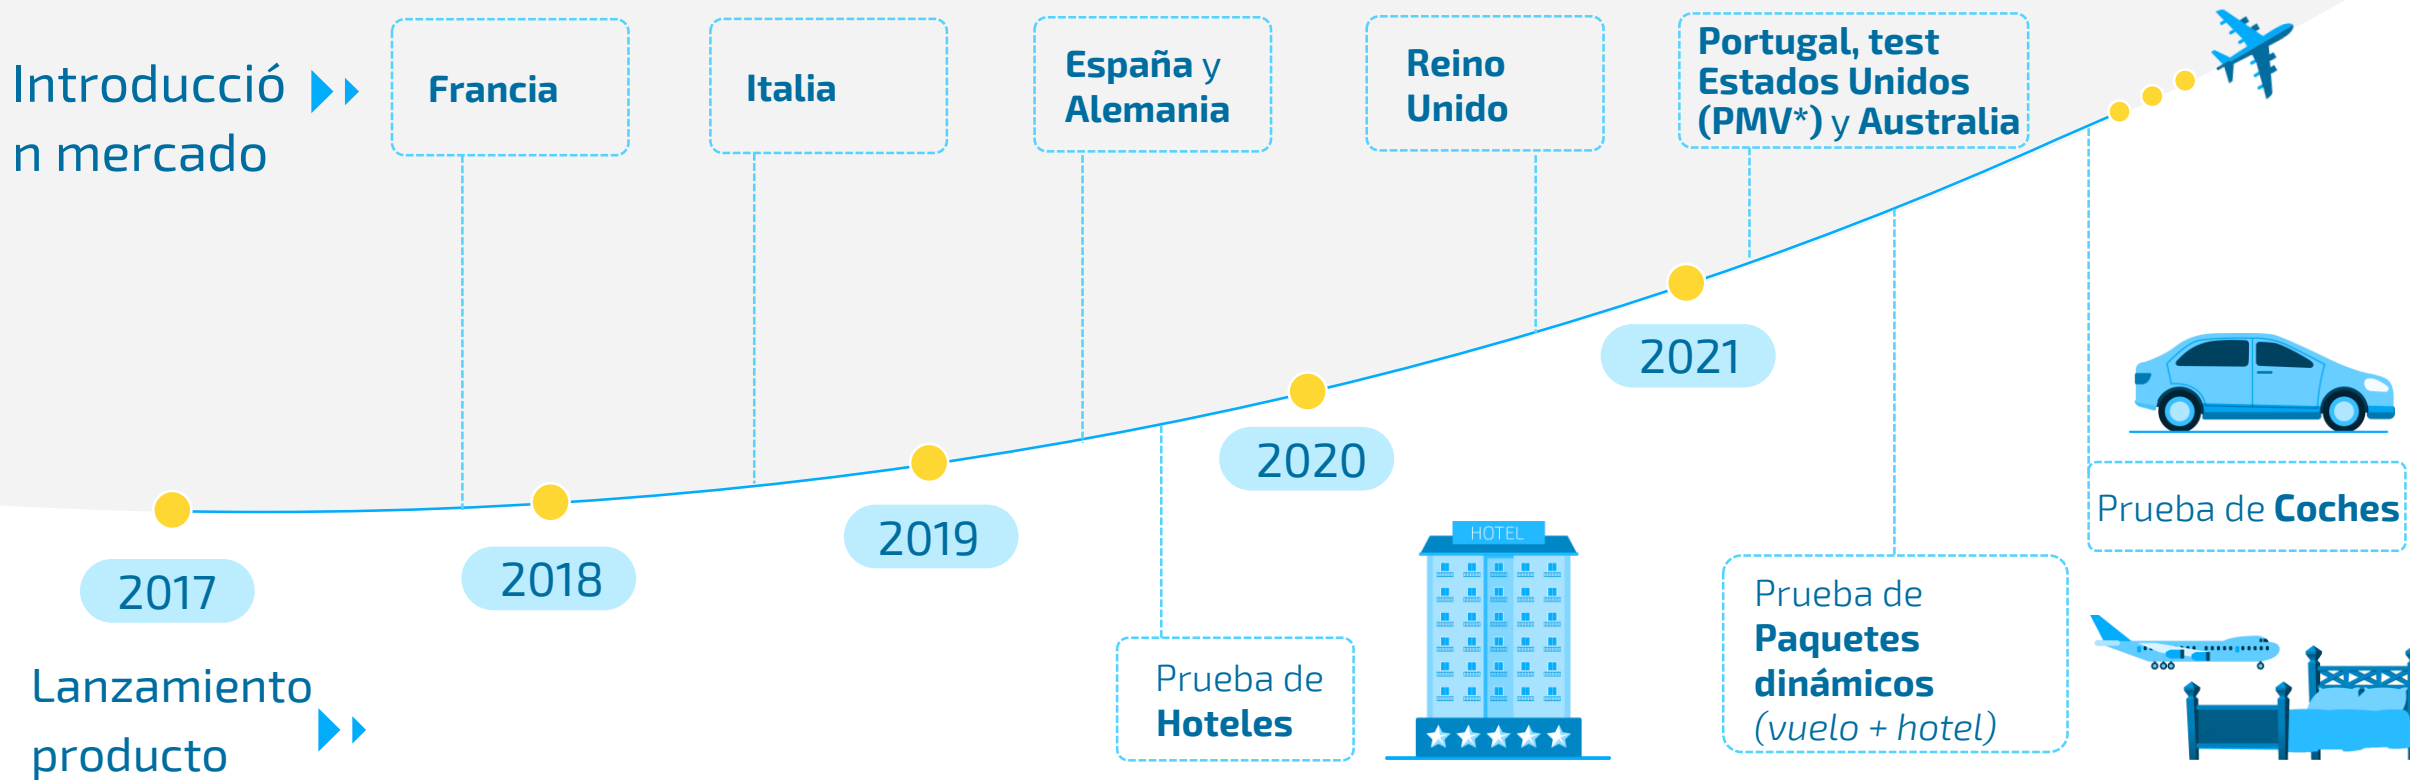 Introducció
n mercado
Francia
Italia
España y
Alemania
Reino
Unido
Portugal, test
Estados Unidos
(PMV*) y Australia
2017
2018
2019
2020
2021
Lanzamiento
producto
Prueba de
Hoteles
HOTEL
Prueba de
Paquetes
dinámicos
(vuelo + hotel)
Prueba de Coches